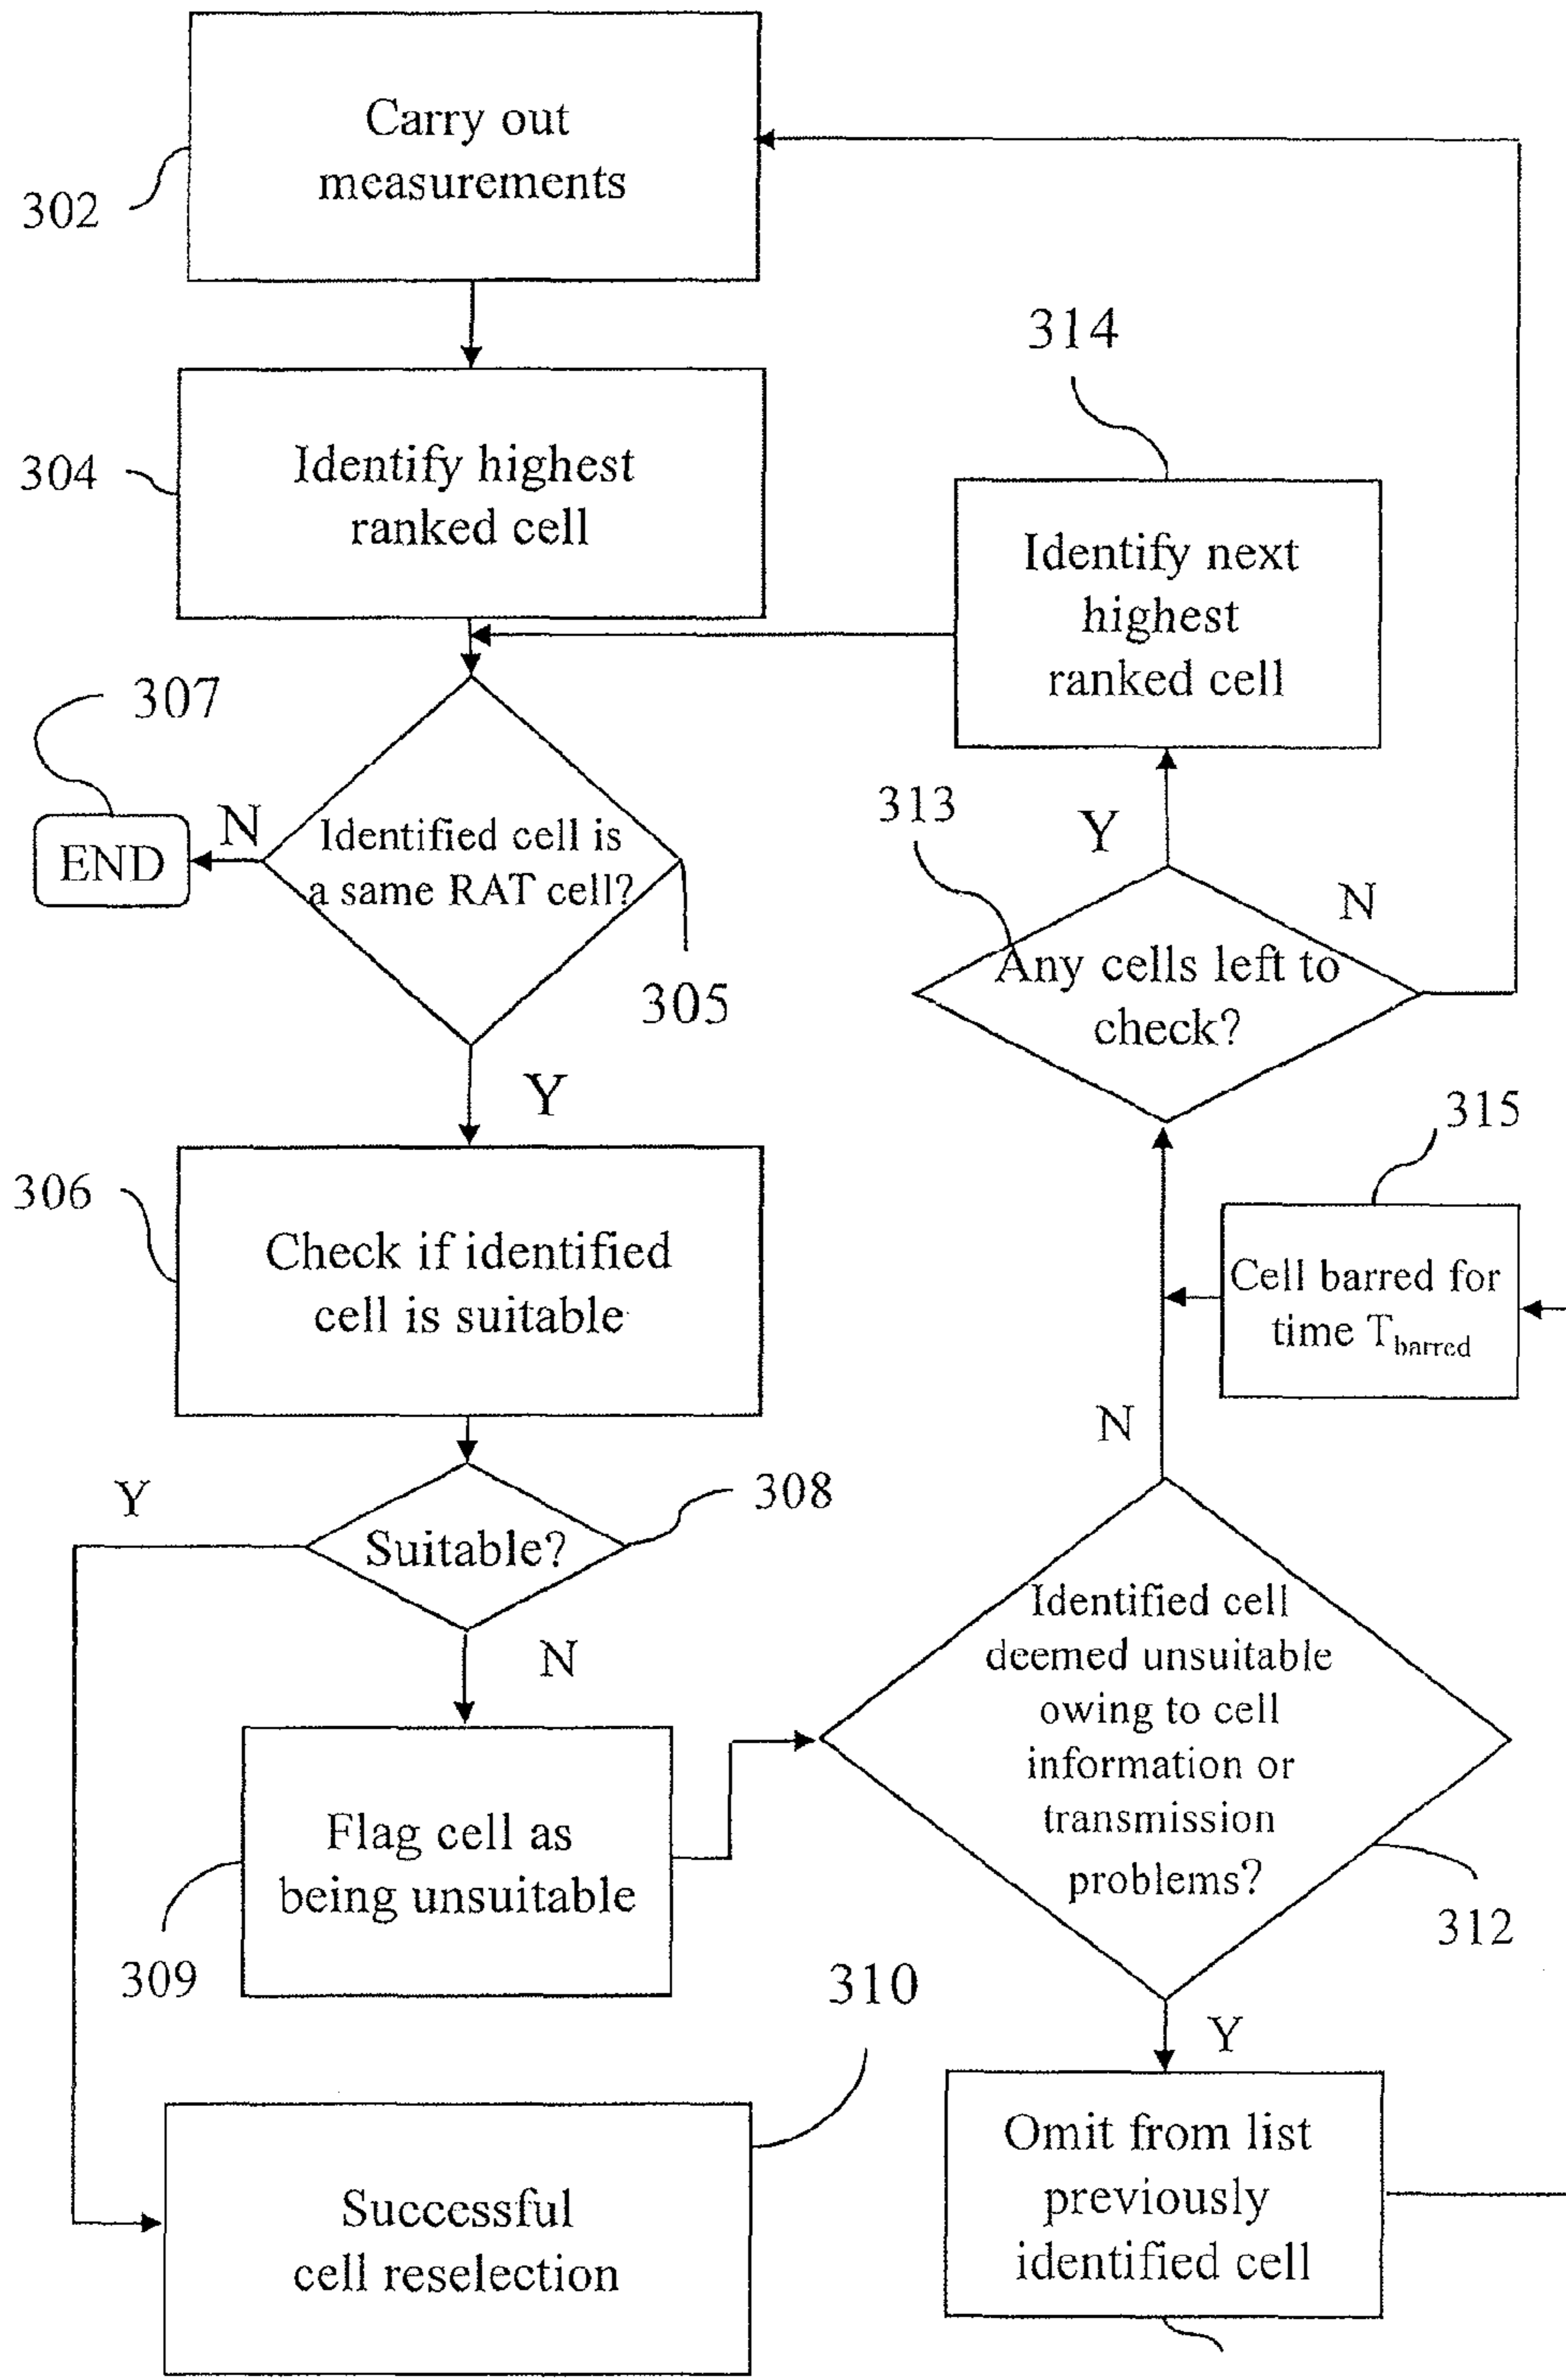 Carry out
measurements
302
314
304
Identify highest
ranked cell
Identify next
highest
ranked cell
307
313
N
END
Identified cell is
a same RAT cell?
Y
N
305
Any cells left to
check?
Y
315
306
Check if identified
cell is suitable
Cell barred for
time Tbarred
N
Y
308
Suitable?
N
Identified cell
deemed unsuitable
owing to cell
information or
transmission
problems?
Flag cell as
being unsuitable
312
309
310
Y
Omit from list
previously
identified cell
Successful
cell reselection